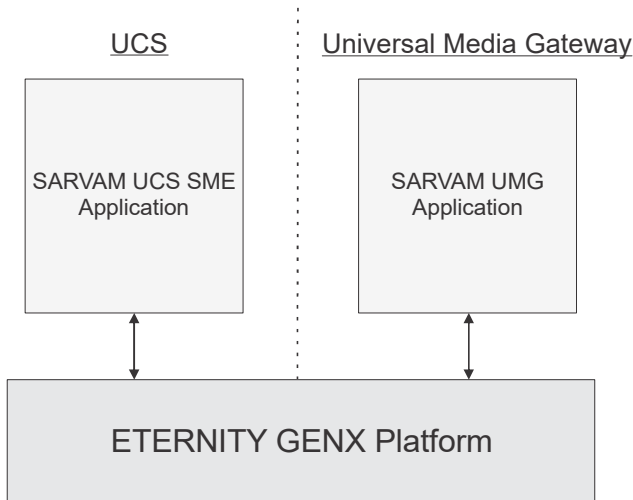 UCS
Universal Media Gateway
SARVAM UCS SME
Application
SARVAM UMG
Application
ETERNITY GENX Platform